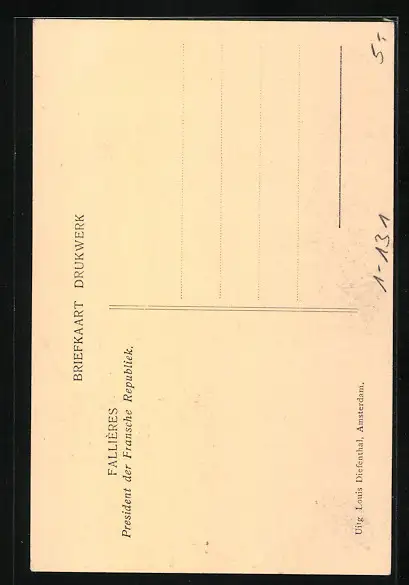 BRIEFKAART DRUKWERK
FALLIÈRES
President der Fransche Republiek.
Uitg. Louis Diefenthal, Amsterdam.
1-131
5.-